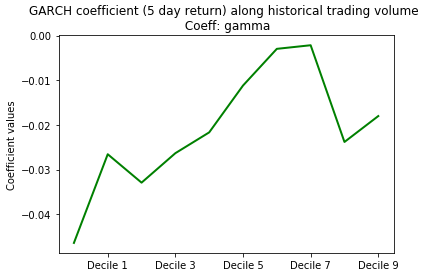 GARCH coefficient (5 day return) along historical trading volume
Coeff: gamma
0.00
−0.01
−0.02
−0.03
−0.04
Coefficient values
Decile 1
Decile 3
Decile 5
Decile 7
Decile 9